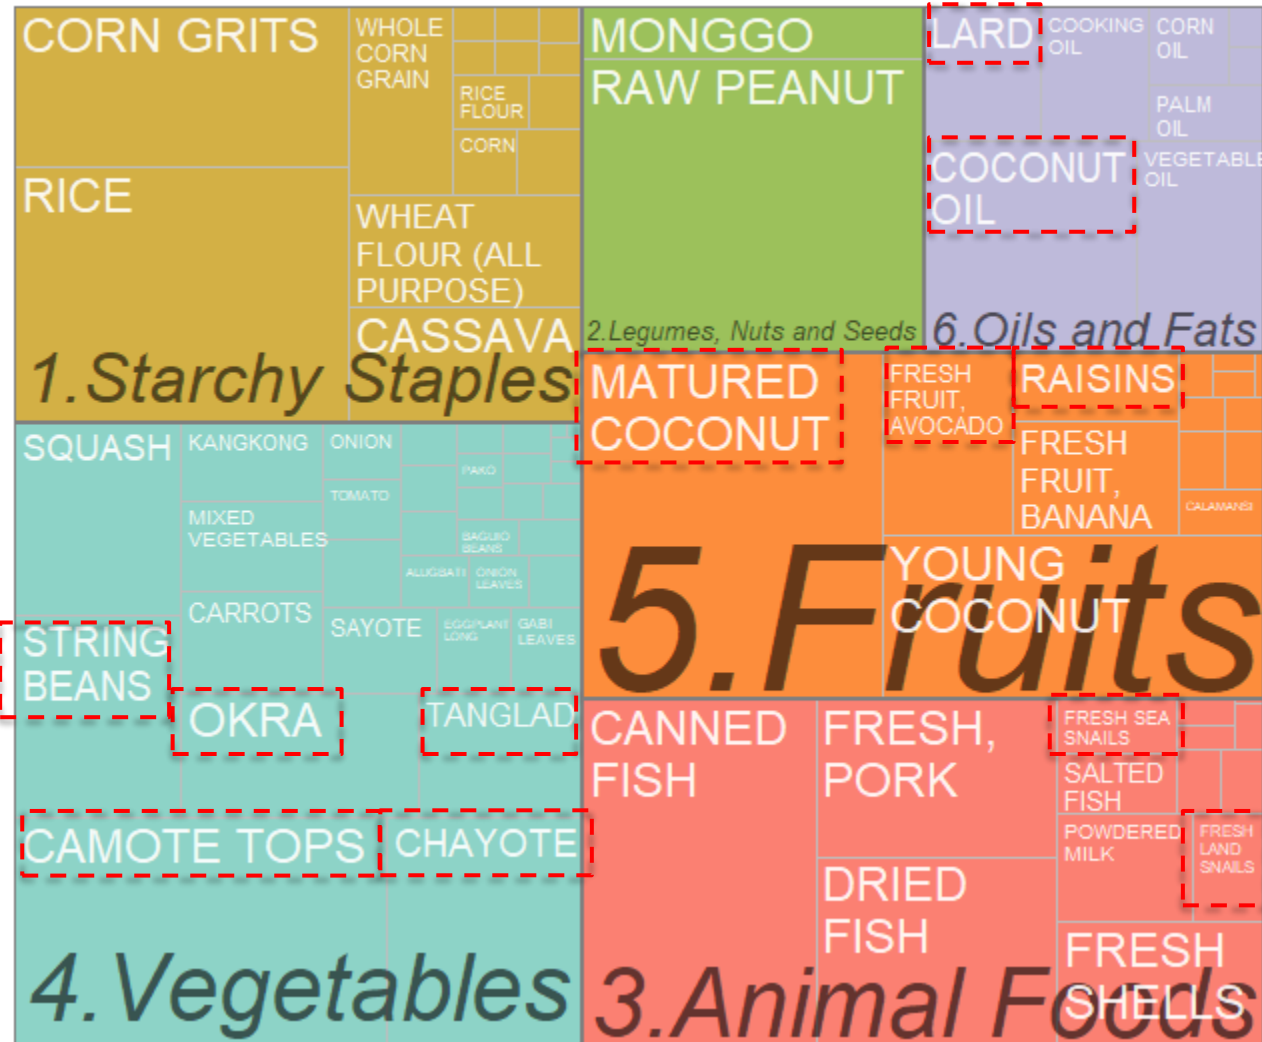 CORN GRITS
WHOLE
CORN
GRAIN
RICE
FLOUR
CORN
RICE
WHEAT
FLOUR (ALL
PURPOSE)
CASSAVA
1.Starchy Staples
MONGGO
RAW PEANUT
2.Legumes, Nuts and Seeds
LARD
COOKING
OIL
CORN
OIL
PALM
OIL
COCONUT
OIL
VEGETABLE
OIL
6.Oils and Fats
SQUASH
KANGKONG
ONION
PAKO
TOMATO
MIXED
VEGETABLES
BAGUIO
BEANS
ALUGBATI
ONION
LEAVES
CARROTS
SAYOTE
EGGPLANT
LONG
GABI
LEAVES
STRING
BEANS
OKRA
TANGLAD
CAMOTE TOPS
CHAYOTE
4.Vegetables
MATURED
COCONUT
FRESH
FRUIT,
AVOCADO
RAISINS
FRESH
FRUIT,
BANANA
CALAMANSI
YOUNG
COCONUT
5.Fruits
CANNED
FISH
FRESH,
PORK
FRESH SEA
SNAILS
SALTED
FISH
POWDERED
MILK
FRESH
LAND
SNAILS
DRIED
FISH
FRESH
SHELLS
3.Animal Foods